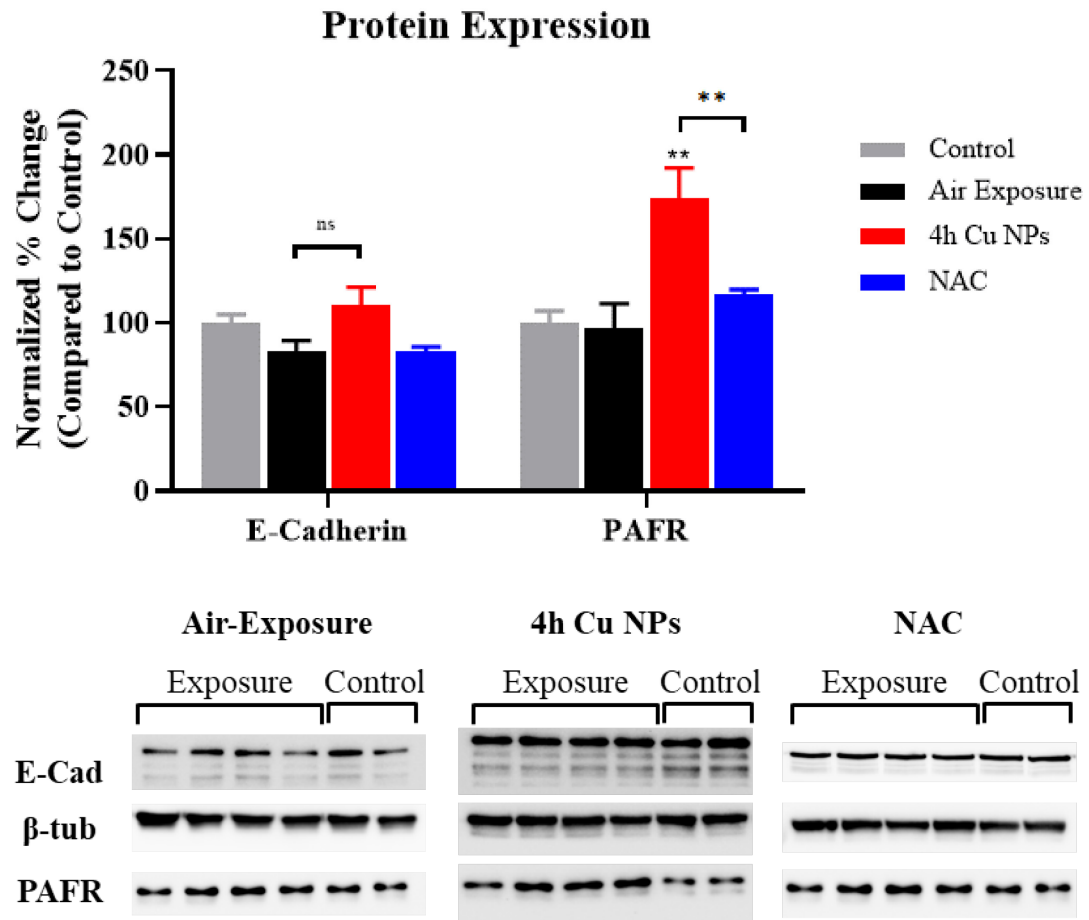 Protein Expression
Normalized % Change
(Compared to Control)
250
200
150
100
50
0
ns
**
**
Control
Air Exposure
4h Cu NPs
NAC
E-Cadherin
PAFR
Air-Exposure
4h Cu NPs
NAC
Exposure
Control
Exposure
Control
Exposure
Control
E-Cad
β-tub
PAFR